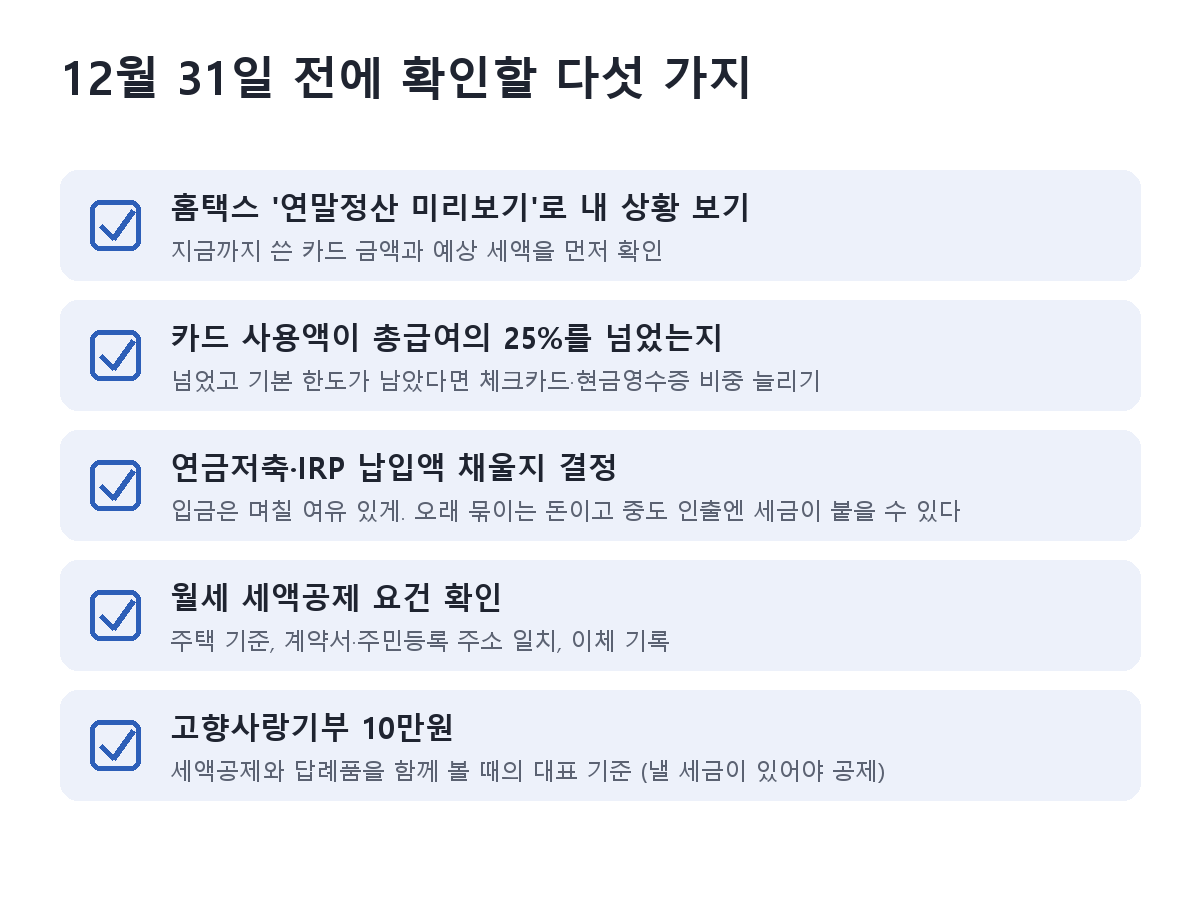 12월 31일 전에 확인할 다섯 가지
홈택스 '연말정산 미리보기'로 내 상황 보기
지금까지 쓴 카드 금액과 예상 세액을 먼저 확인
카드 사용액이 총급여의 25%를 넘었는지
넘었고 기본 한도가 남았다면 체크카드·현금영수증 비중 늘리기
연금저축·IRP 납입액 채울지 결정
입금은 며칠 여유 있게. 오래 묶이는 돈이고 중도 인출엔 세금이 붙을 수 있다
월세 세액공제 요건 확인
주택 기준, 계약서·주민등록 주소 일치, 이체 기록
고향사랑기부 10만원
세액공제와 답례품을 함께 볼 때의 대표 기준 (낼 세금이 있어야 공제)